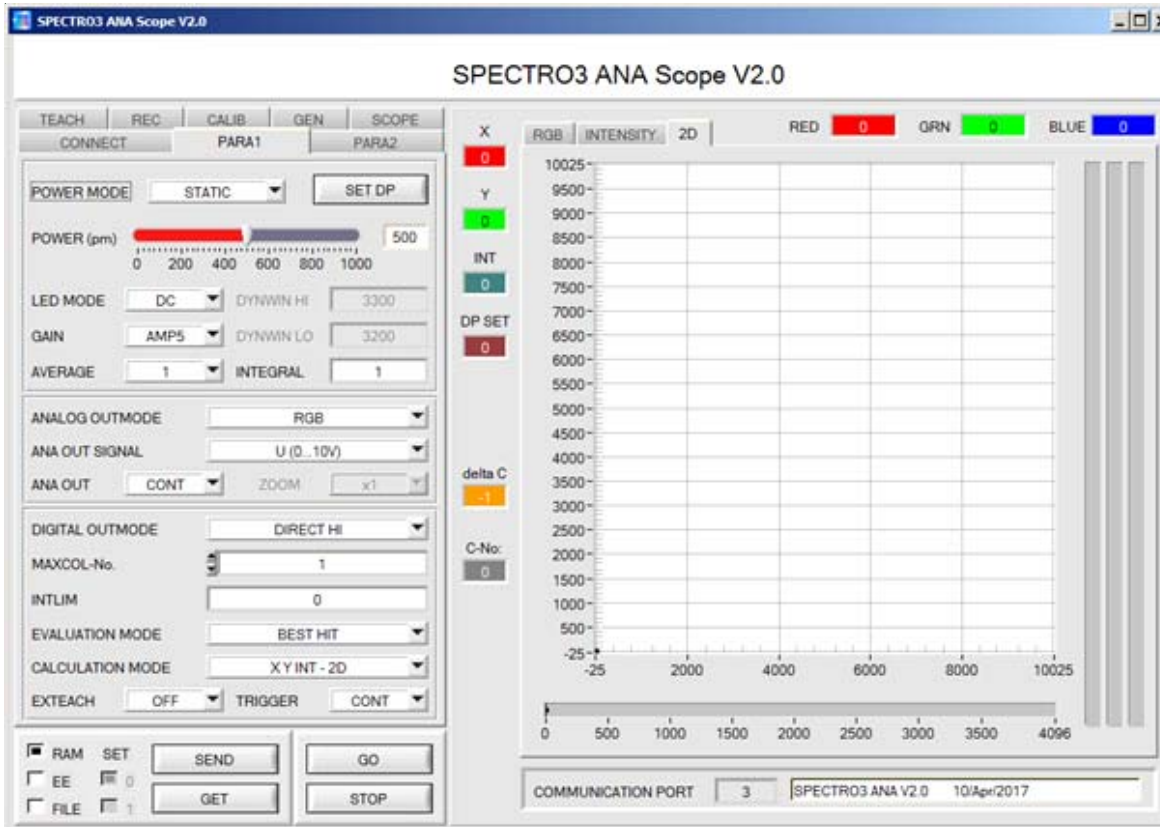 SPECTRO3 ANA Scope V2.0
SPECTRO3 ANA Scope V2.0
TEACH REC CALIB GEN SCOPE
CONNECT PARA1 PARA2
POWER MODE STATIC SET DP
POWER (pm) 500
0 200 400 600 800 1000
LED MODE DC DYNWIN HI 3300
GAIN AMP5 DYNWIN LO 3200
AVERAGE 1 INTEGRAL 1
ANALOG OUTMODE RGB
ANA OUT SIGNAL U (0...10V)
ANA OUT CONT ZOOM x1
DIGITAL OUTMODE DIRECT HI
MAXCOL-No. 1
INTLIM 0
EVALUATION MODE BEST HIT
CALCULATION MODE X Y INT - 2D
EXTEACH OFF TRIGGER CONT
RAM SET SEND GO
EE 0
FILE 1 GET STOP
X
0
Y
0
INT
0
DP SET
0
delta C
-1
C-No:
0
RGB INTENSITY 2D RED 0 GRN 0 BLUE 0
10025
9500
9000
8500
8000
7500
7000
6500
6000
5500
5000
4500
4000
3500
3000
2500
2000
1500
1000
500
-25
-25 2000 4000 6000 8000 10025
0 500 1000 1500 2000 2500 3000 3500 4096
COMMUNICATION PORT 3 SPECTRO3 ANA V2.0 10/Apr/2017